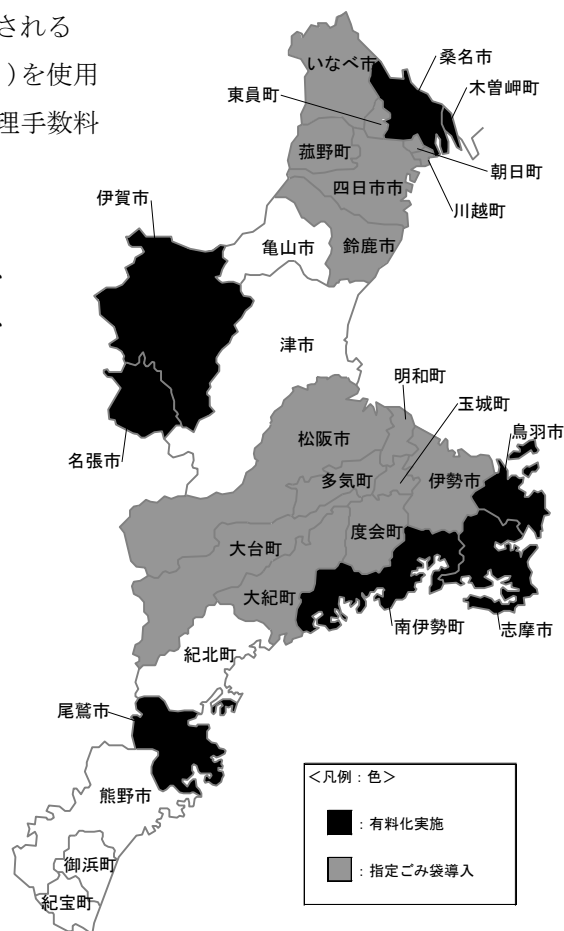 される
)を使用
理手数料
いなべ市
桑名市
木曽岬町
東員町
菰野町
朝日町
四日市市
川越町
伊賀市
亀山市
鈴鹿市
津市
明和町
玉城町
鳥羽市
松阪市
名張市
多気町
伊勢市
度会町
大台町
大紀町
南伊勢町
志摩市
紀北町
尾鷲市
熊野市
御浜町
紀宝町
<凡例:色>
:有料化実施
:指定ごみ袋導入